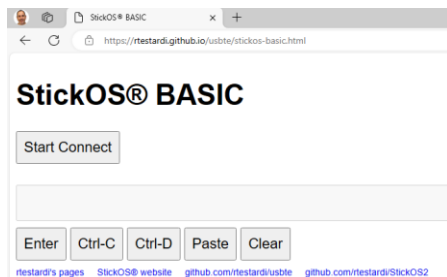 StickOS® BASIC
https://rtestardi.github.io/usbte/stickos-basic.html
StickOS® BASIC
Start Connect
Enter Ctrl-C Ctrl-D Paste Clear
rtestardi's pages StickOS® website github.com/rtestardi/usbte github.com/rtestardi/StickOS2